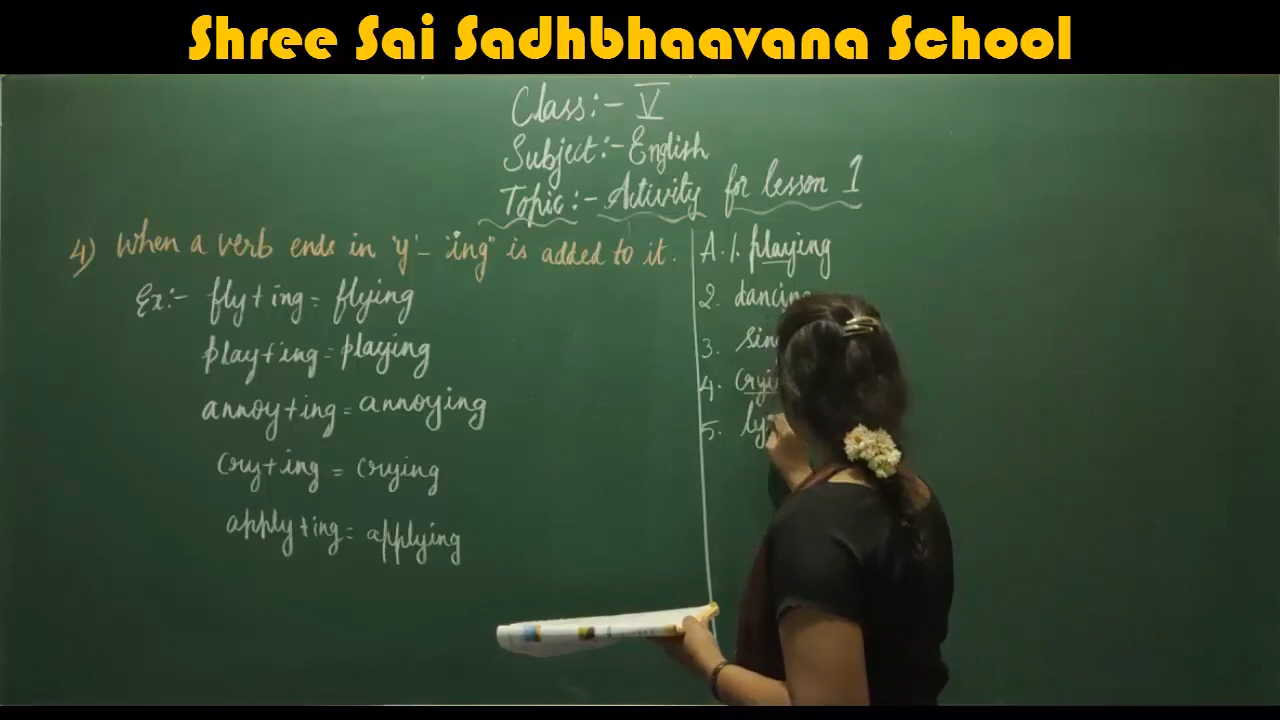 Shree Sai Sadhbhaavana School
Class:- V
Subject:- English
Topic:- Activity for lesson 1
4) When a verb ends in 'y' - 'ing' is added to it.
Ex:- fly + ing = flying
play + ing = playing
annoy + ing = annoying
cry + ing = crying
apply + ing = applying
A. 1. playing
2. dancing
3.
4.
5.